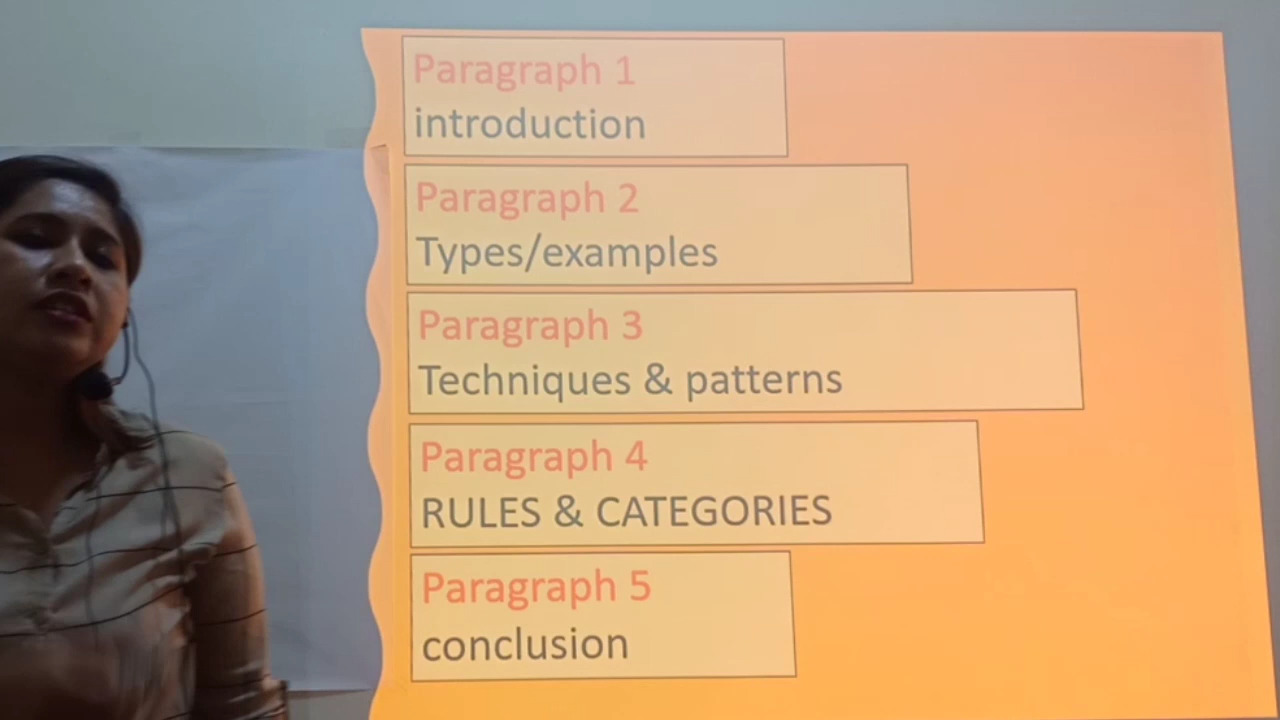 Paragraph 1
introduction
Paragraph 2
Types/examples
Paragraph 3
Techniques & patterns
Paragraph 4
RULES & CATEGORIES
Paragraph 5
conclusion